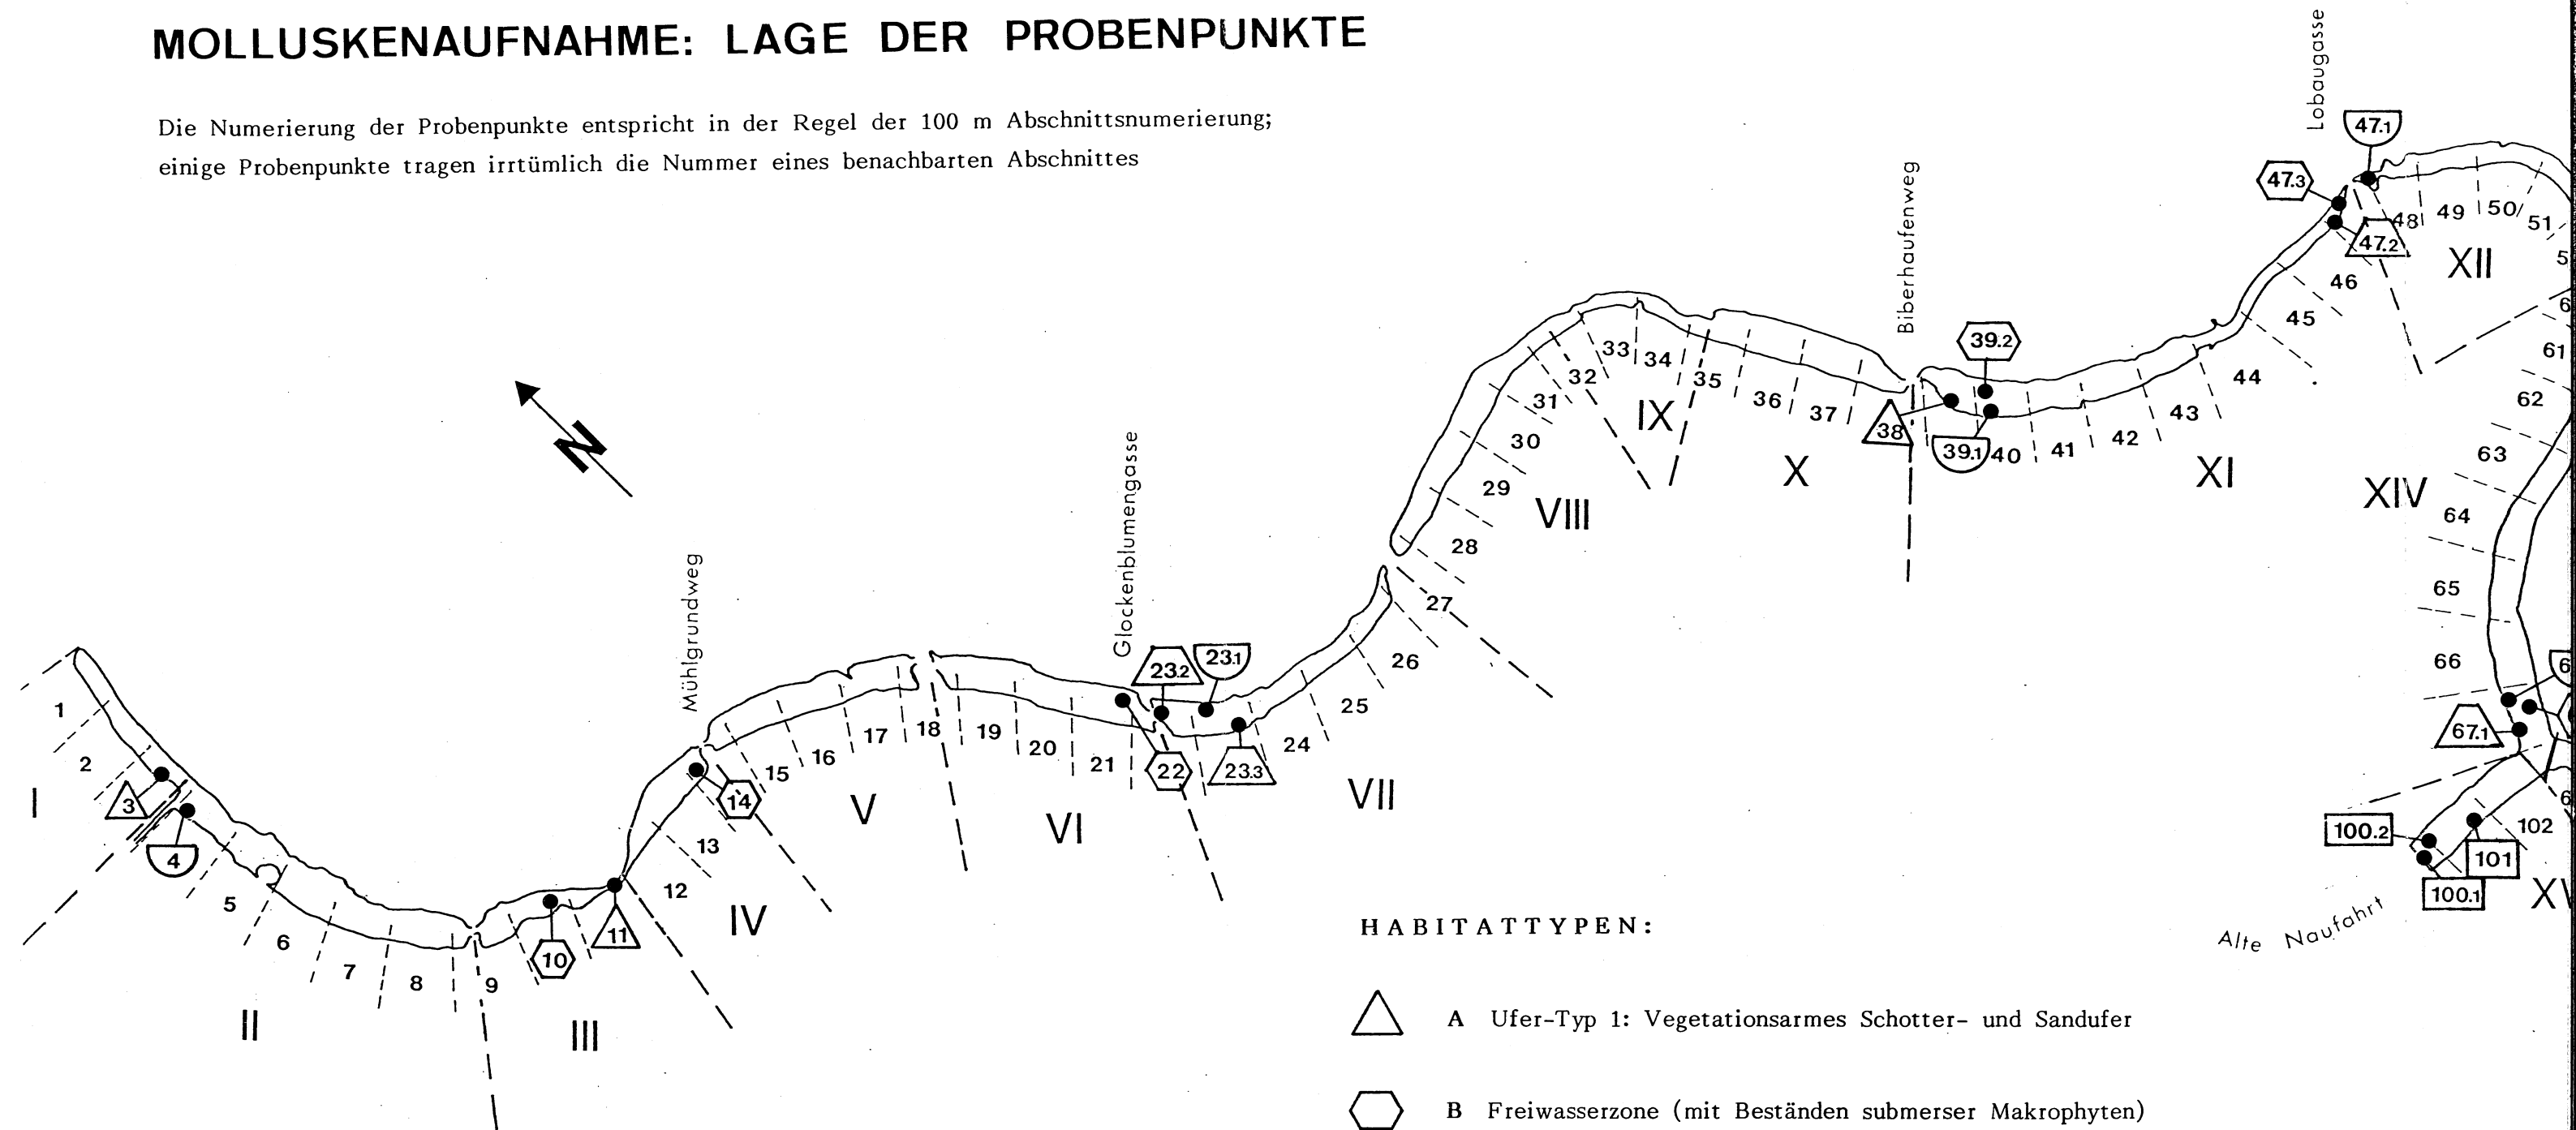 MOLLUSKENAUFNAHME: LAGE DER PROBENPUNKTE
Die Numerierung der Probenpunkte entspricht in der Regel der 100 m Abschnittsnumerierung;
einige Probenpunkte tragen irrtümlich die Nummer eines benachbarten Abschnittes
Lobaugasse
47.1
47.3
47.2
48
49
50
51
XII
46
45
44
Biberhaufenweg
39.2
38
39.1
40
41
42
43
XI
33
34
35
36
37
32
31
30
29
28
27
IX
X
VIII
N
61
62
63
64
65
66
XIV
67.1
Mühlgrundweg
Glockenblumengasse
23.2
23.1
22
23.3
24
25
26
VII
1
2
3
4
I
5
6
7
8
9
II
10
11
III
12
13
14
IV
15
16
17
18
V
19
20
21
VI
100.2
101
100.1
102
Alte Naufahrt
HABITATTYPEN:
A Ufer-Typ 1: Vegetationsarmes Schotter- und Sandufer
B Freiwasserzone (mit Beständen submerser Makrophyten)